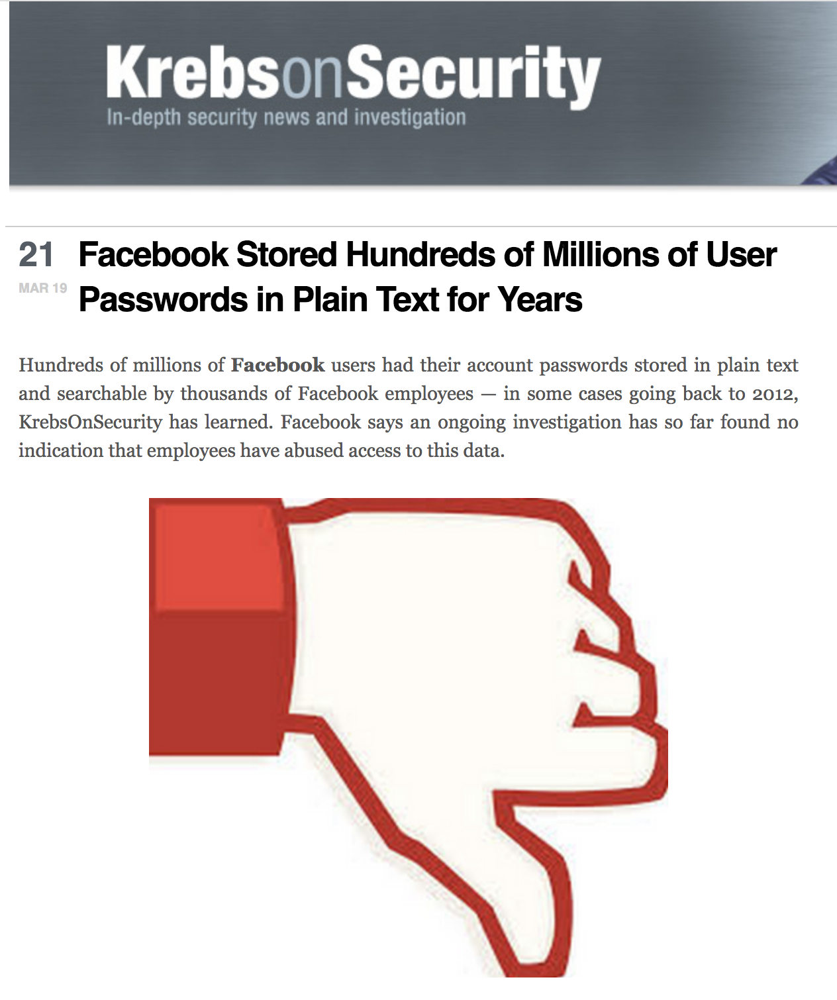 KrebsonSecurity
In-depth security news and investigation
21
MAR 19
Facebook Stored Hundreds of Millions of User
Passwords in Plain Text for Years
Hundreds of millions of Facebook users had their account passwords stored in plain text
and searchable by thousands of Facebook employees — in some cases going back to 2012,
KrebsOnSecurity has learned. Facebook says an ongoing investigation has so far found no
indication that employees have abused access to this data.